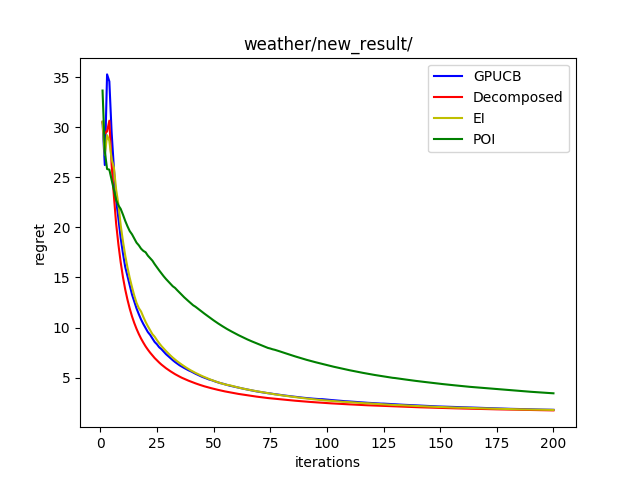 weather/new_result/
GPUCB
Decomposed
EI
POI
regret
35
30
25
20
15
10
5
0 25 50 75 100 125 150 175 200
iterations